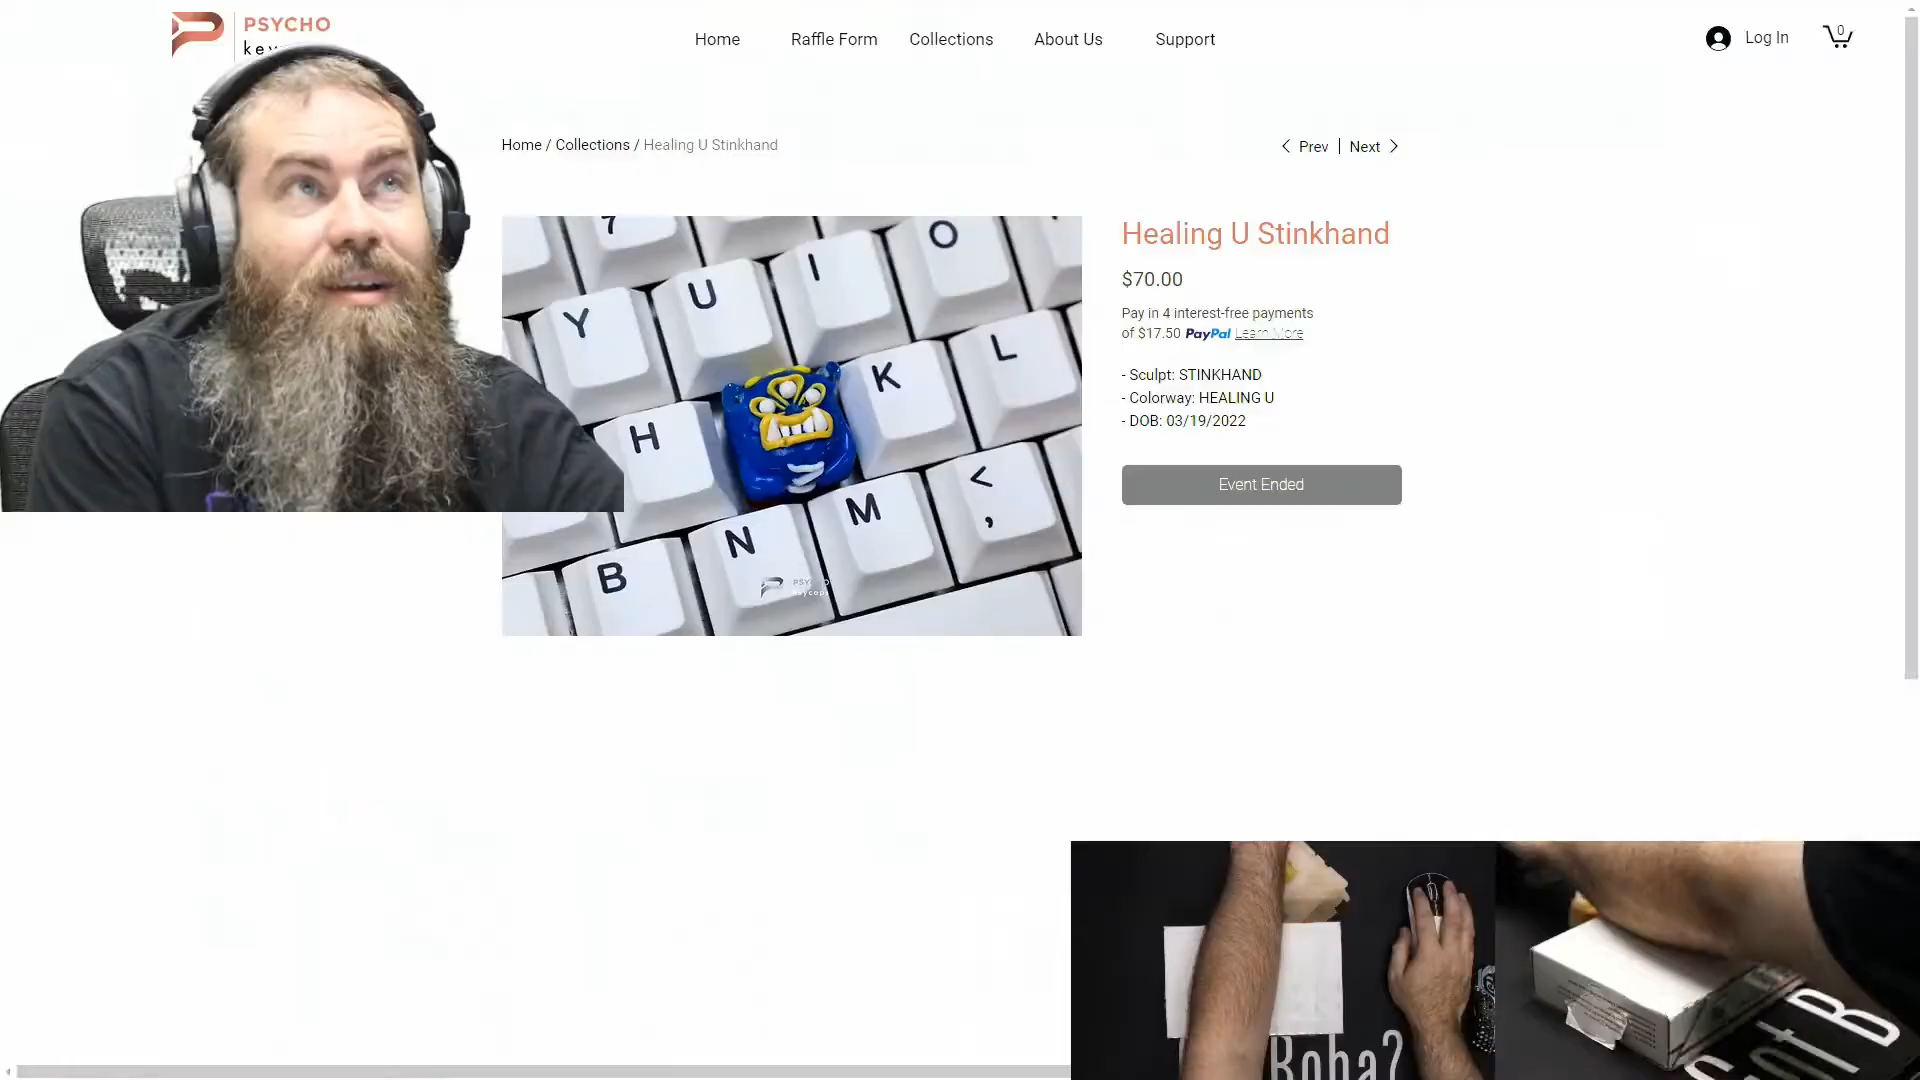 PSYCHO
Home
Raffle Form
Collections
About Us
Support
Log In
0
Home / Collections / Healing U Stinkhand
Prev | Next
Healing U Stinkhand
$70.00
Pay in 4 interest-free payments
of $17.50 PayPal Learn More
- Sculpt: STINKHAND
- Colorway: HEALING U
- DOB: 03/19/2022
Event Ended
7
Y U I O
H K L
B N M < ,
Boba?